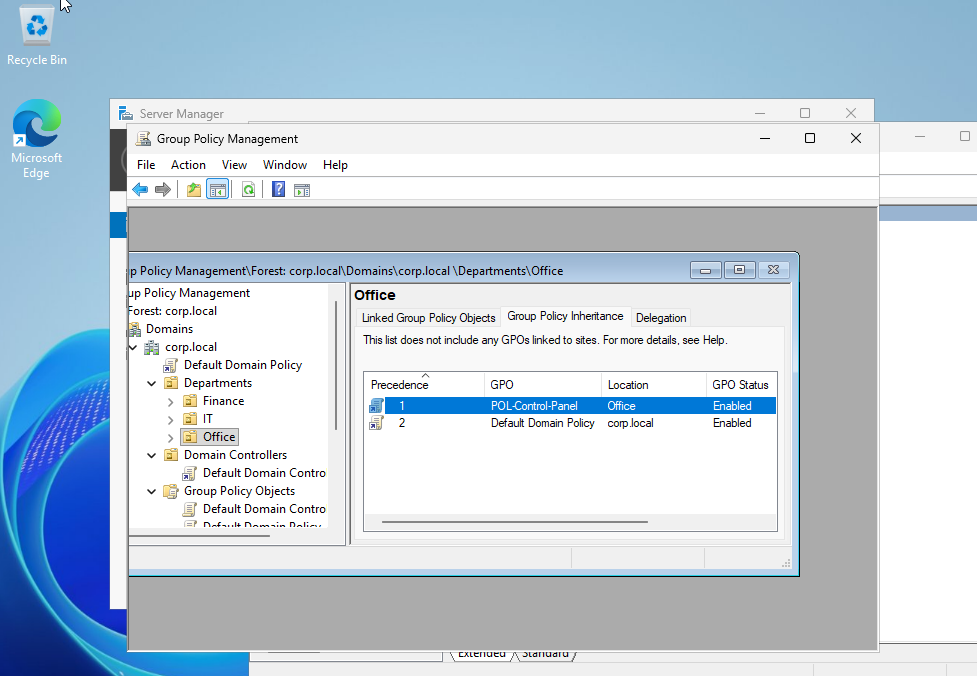 Recycle Bin
Microsoft
Edge
Server Manager
Group Policy Management
File Action View Window Help
p Policy Management\Forest: corp.local\Domains\corp.local \Departments\Office
up Policy Management
Forest: corp.local
Domains
corp.local
Default Domain Policy
Departments
Finance
IT
Office
Domain Controllers
Default Domain Contro
Group Policy Objects
Default Domain Contro
Default Domain Policy
Office
Linked Group Policy Objects Group Policy Inheritance Delegation
This list does not include any GPOs linked to sites. For more details, see Help.
Precedence GPO Location GPO Status
1 POL-Control-Panel Office Enabled
2 Default Domain Policy corp.local Enabled
Extended Standard